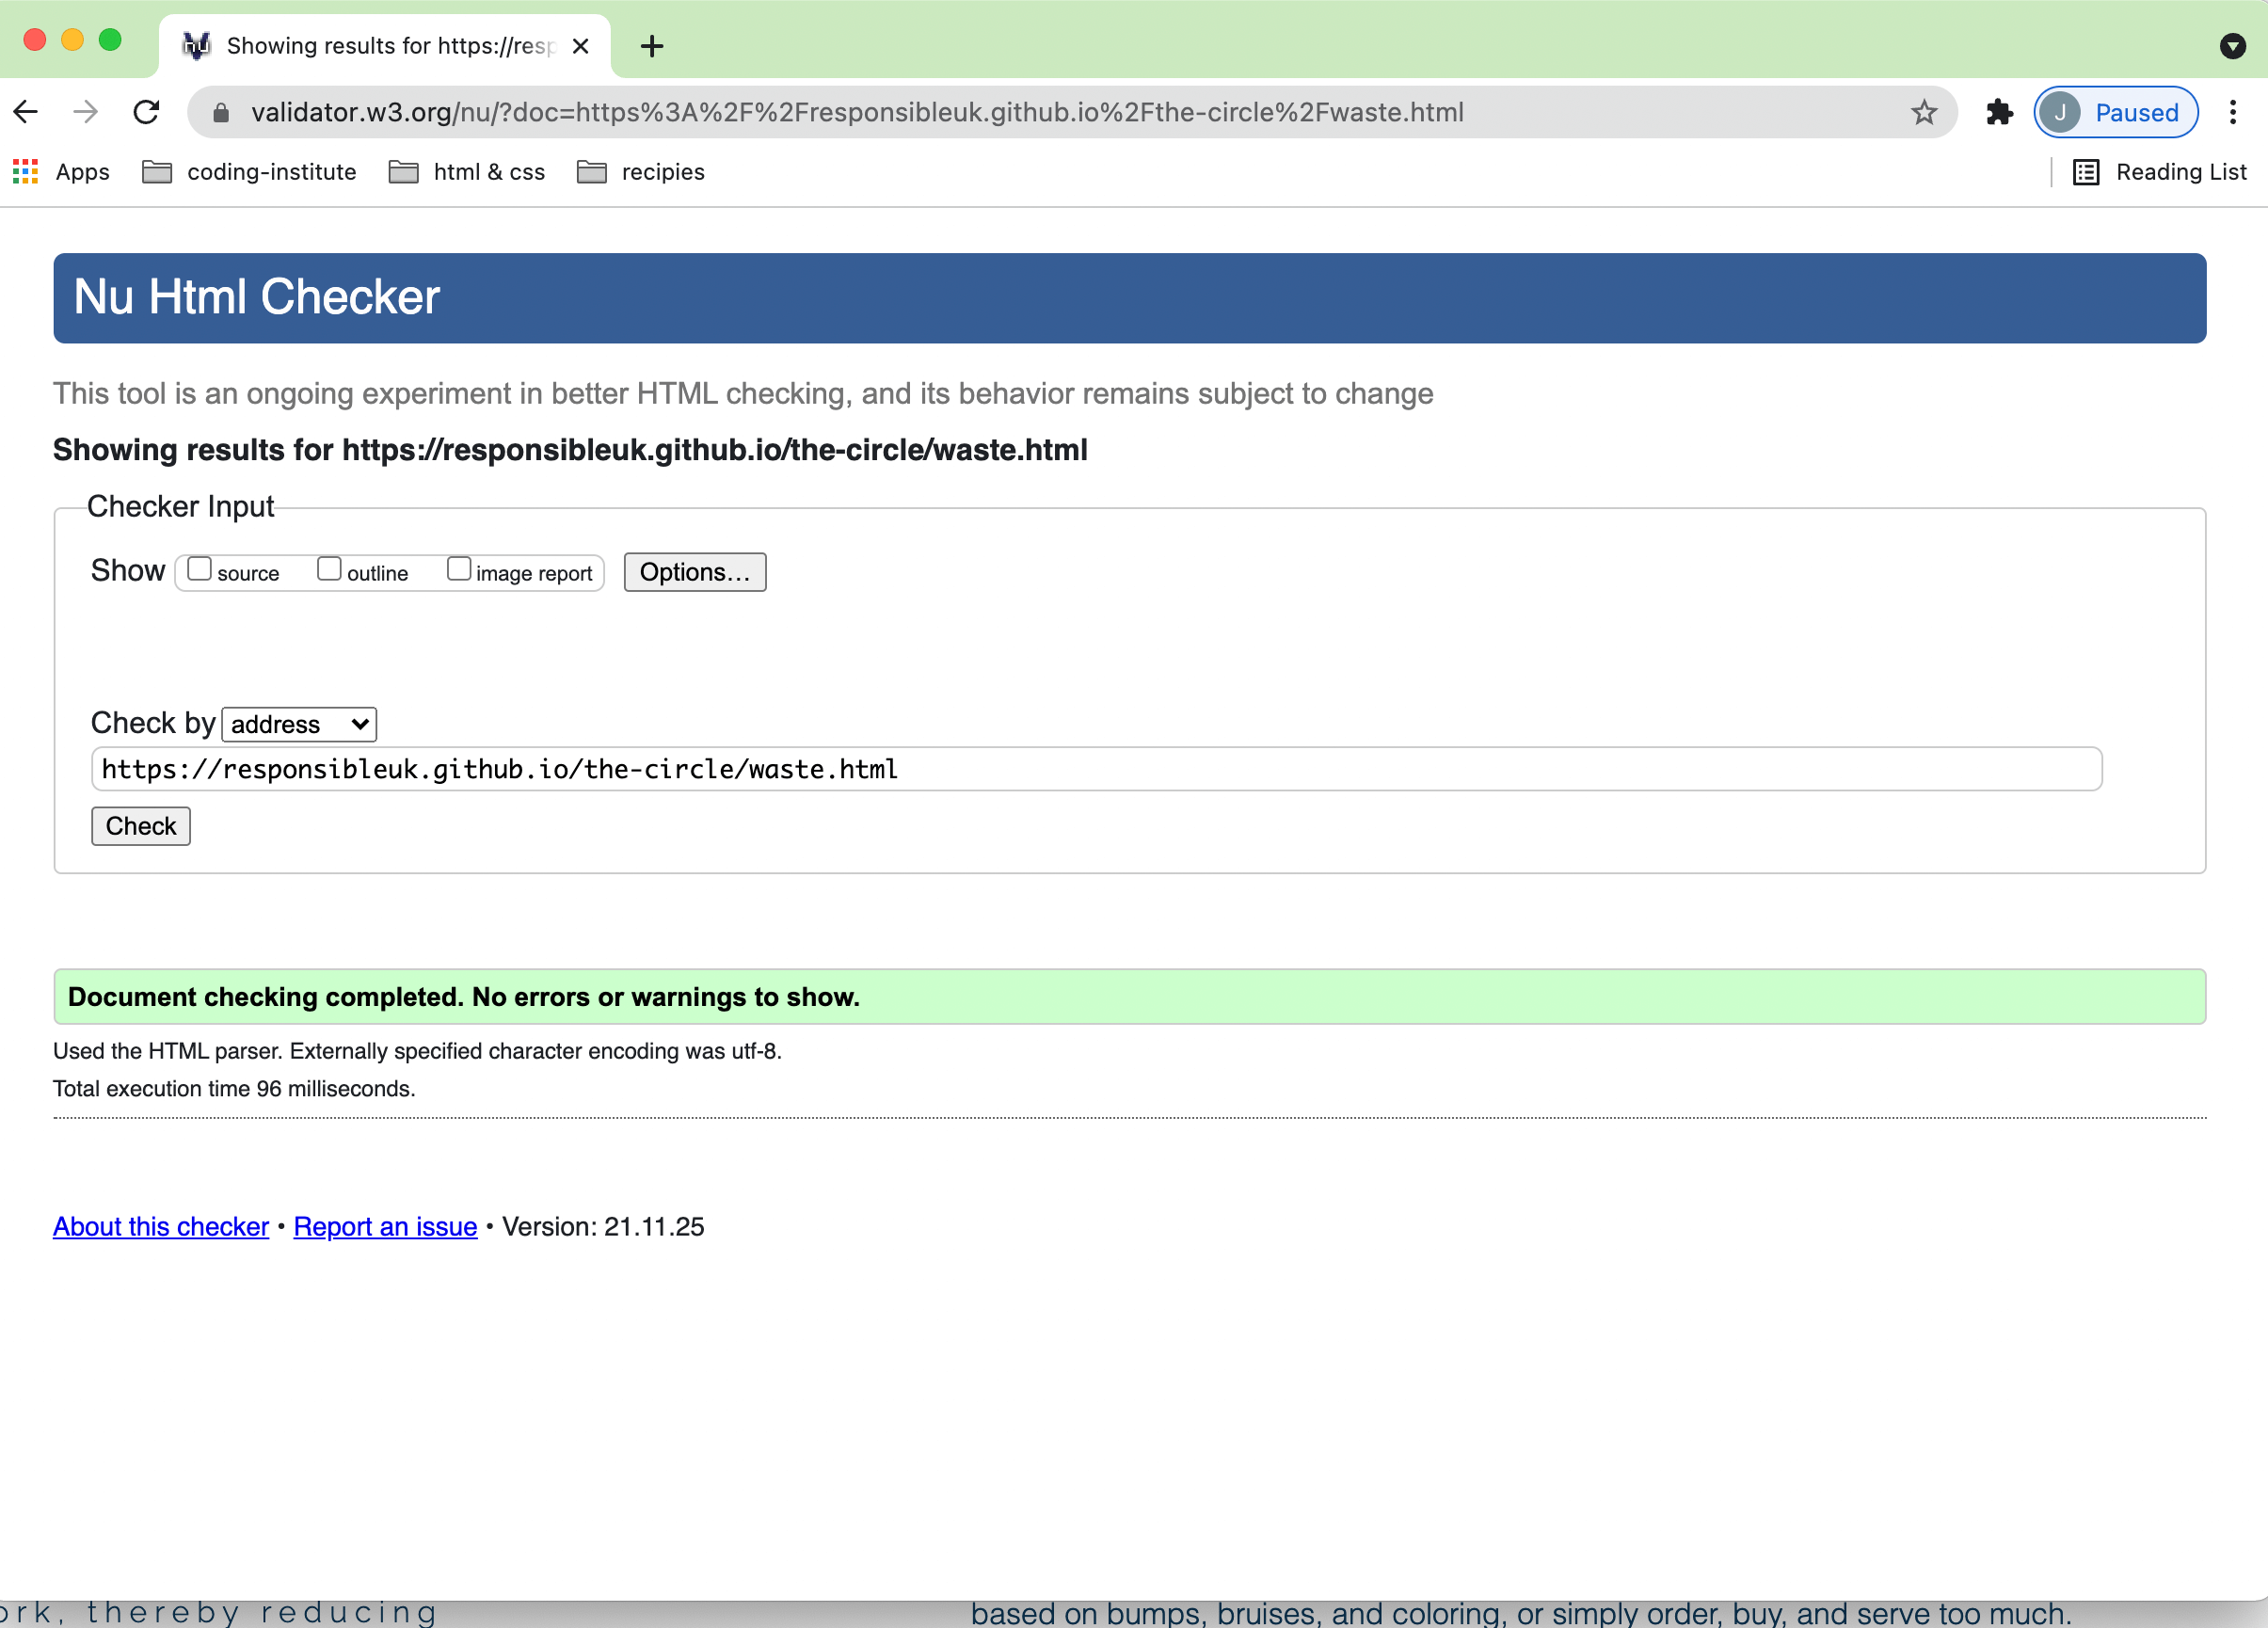 Showing results for https://resp
validator.w3.org/nu/?doc=https%3A%2F%2Fresponsibleuk.github.io%2Fthe-circle%2Fwaste.html
J Paused
Apps coding-institute html & css recipies Reading List
Nu Html Checker
This tool is an ongoing experiment in better HTML checking, and its behavior remains subject to change
Showing results for https://responsibleuk.github.io/the-circle/waste.html
Checker Input
Show source outline image report Options...
Check by address
https://responsibleuk.github.io/the-circle/waste.html
Check
Document checking completed. No errors or warnings to show.
Used the HTML parser. Externally specified character encoding was utf-8.
Total execution time 96 milliseconds.
About this checker • Report an issue • Version: 21.11.25
ork, thereby reducing
based on bumps, bruises, and coloring, or simply order, buy, and serve too much.